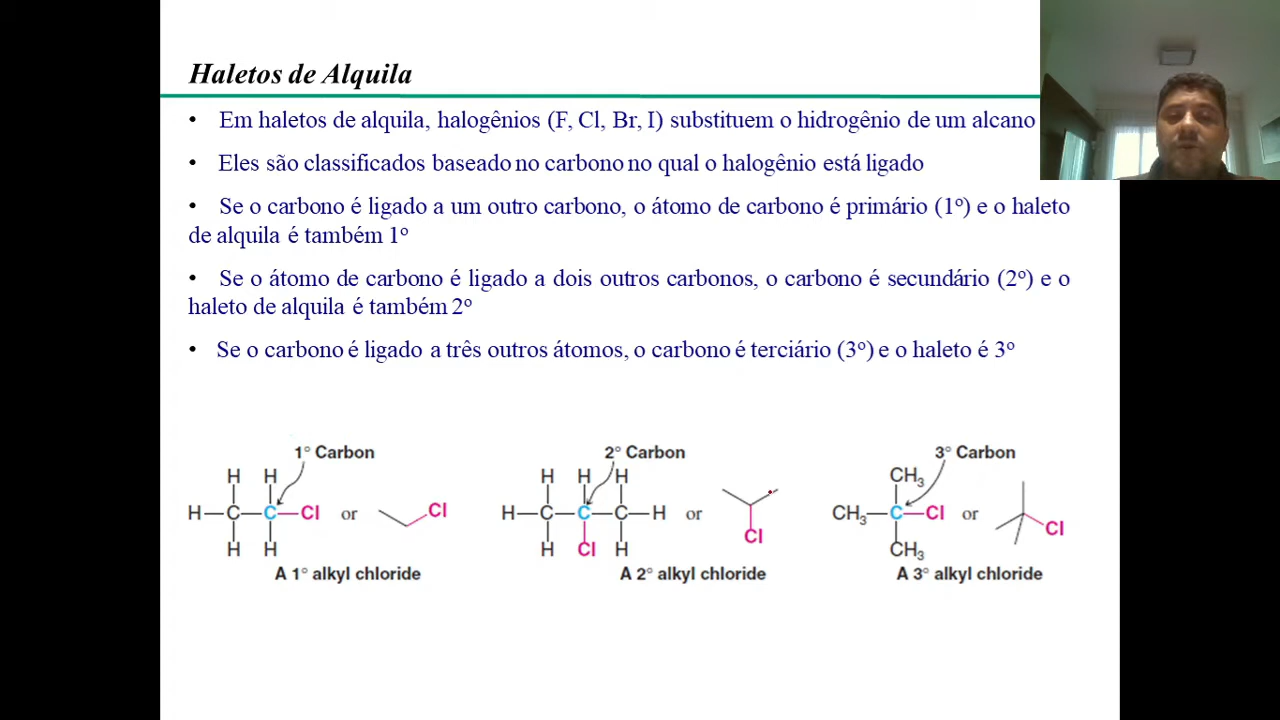 Haletos de Alquila
• Em haletos de alquila, halogênios (F, Cl, Br, I) substituem o hidrogênio de um alcano
• Eles são classificados baseado no carbono no qual o halogênio está ligado
• Se o carbono é ligado a um outro carbono, o átomo de carbono é primário (1º) e o haleto
de alquila é também 1º
• Se o átomo de carbono é ligado a dois outros carbonos, o carbono é secundário (2º) e o
haleto de alquila é também 2º
• Se o carbono é ligado a três outros átomos, o carbono é terciário (3º) e o haleto é 3º
1° Carbon
H H
H—C—C—Cl or Cl
H H
A 1° alkyl chloride
2° Carbon
H H H
H—C—C—C—H or Cl
H Cl H
A 2° alkyl chloride
3° Carbon
CH₃
CH₃—C—Cl or Cl
CH₃
A 3° alkyl chloride